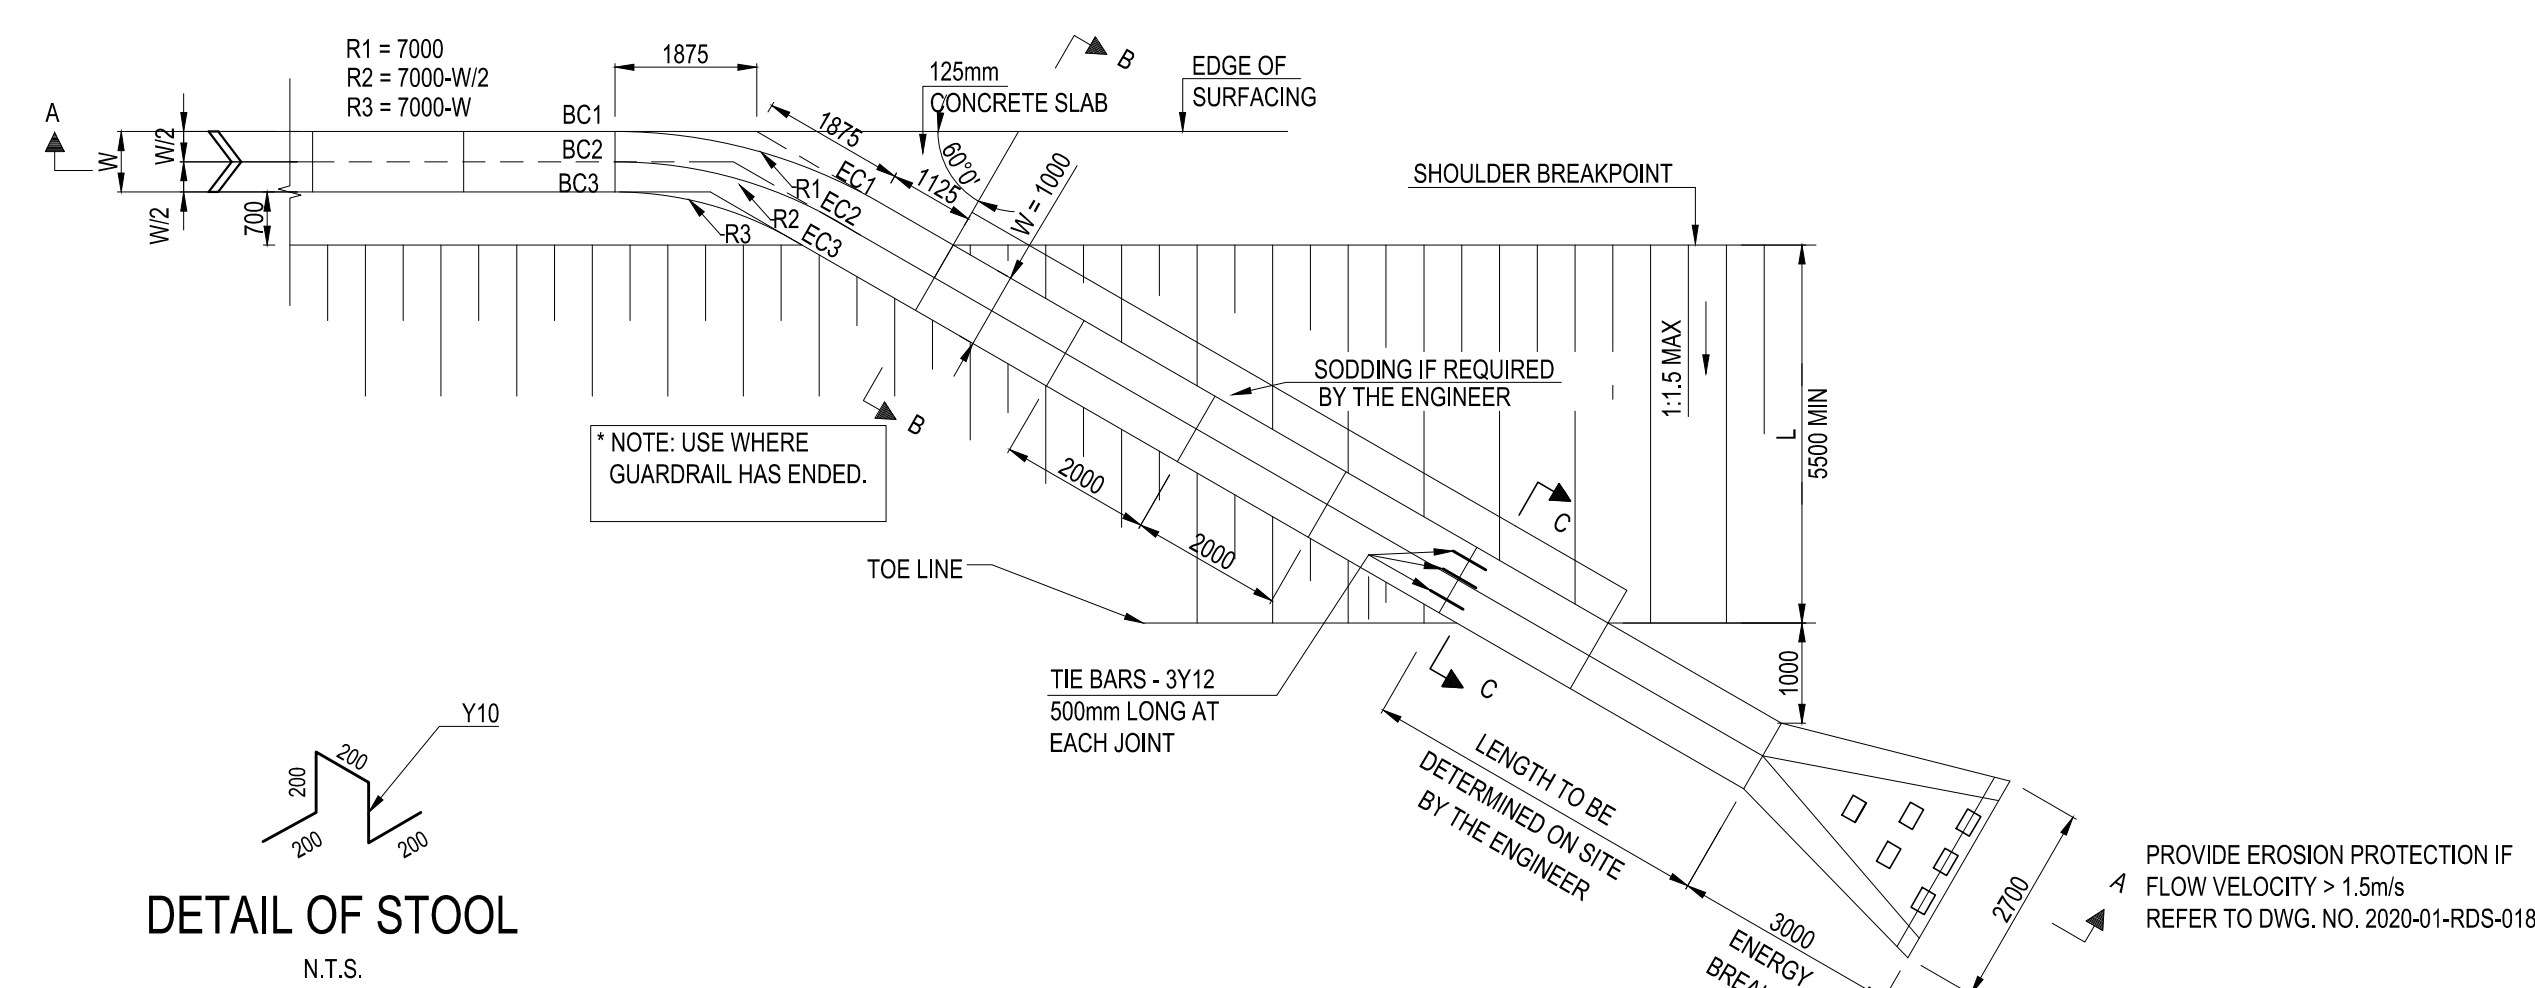 R1 = 7000
R2 = 7000-W/2
R3 = 7000-W
1875
125mm
CONCRETE SLAB
B
EDGE OF
SURFACING
A
W
W/2
W/2
700
BC1
BC2
BC3
1875
1125
60°0'
W = 1000
R1
EC1
R2
EC2
R3
EC3
SHOULDER BREAKPOINT
1:1.5 MAX
L
5500 MIN
SODDING IF REQUIRED
BY THE ENGINEER
B
* NOTE: USE WHERE
GUARDRAIL HAS ENDED.
2000
2000
C
TOE LINE
C
TIE BARS - 3Y12
500mm LONG AT
EACH JOINT
1000
LENGTH TO BE
DETERMINED ON SITE
BY THE ENGINEER
3000
ENERGY
2700
A
PROVIDE EROSION PROTECTION IF
FLOW VELOCITY > 1.5m/s
REFER TO DWG. NO. 2020-01-RDS-018
Y10
200
200
200
200
DETAIL OF STOOL
N.T.S.